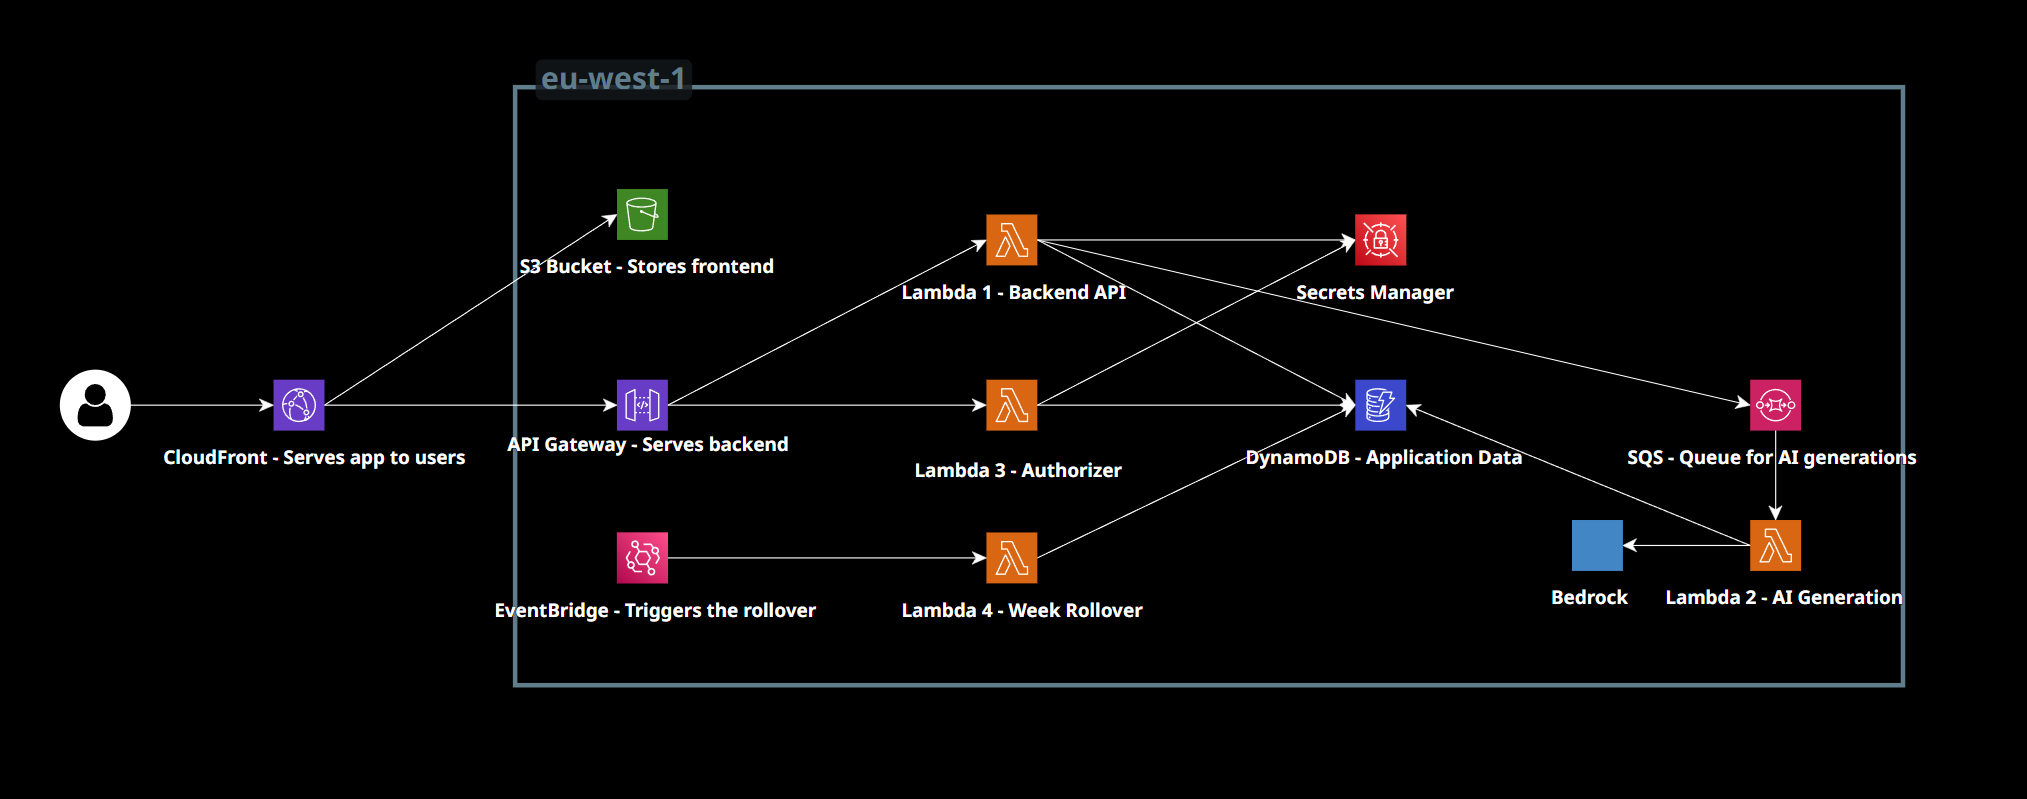 eu-west-1
S3 Bucket - Stores frontend
Lambda 1 - Backend API
Secrets Manager
CloudFront - Serves app to users
API Gateway - Serves backend
Lambda 3 - Authorizer
DynamoDB - Application Data
SQS - Queue for AI generations
EventBridge - Triggers the rollover
Lambda 4 - Week Rollover
Bedrock
Lambda 2 - AI Generation